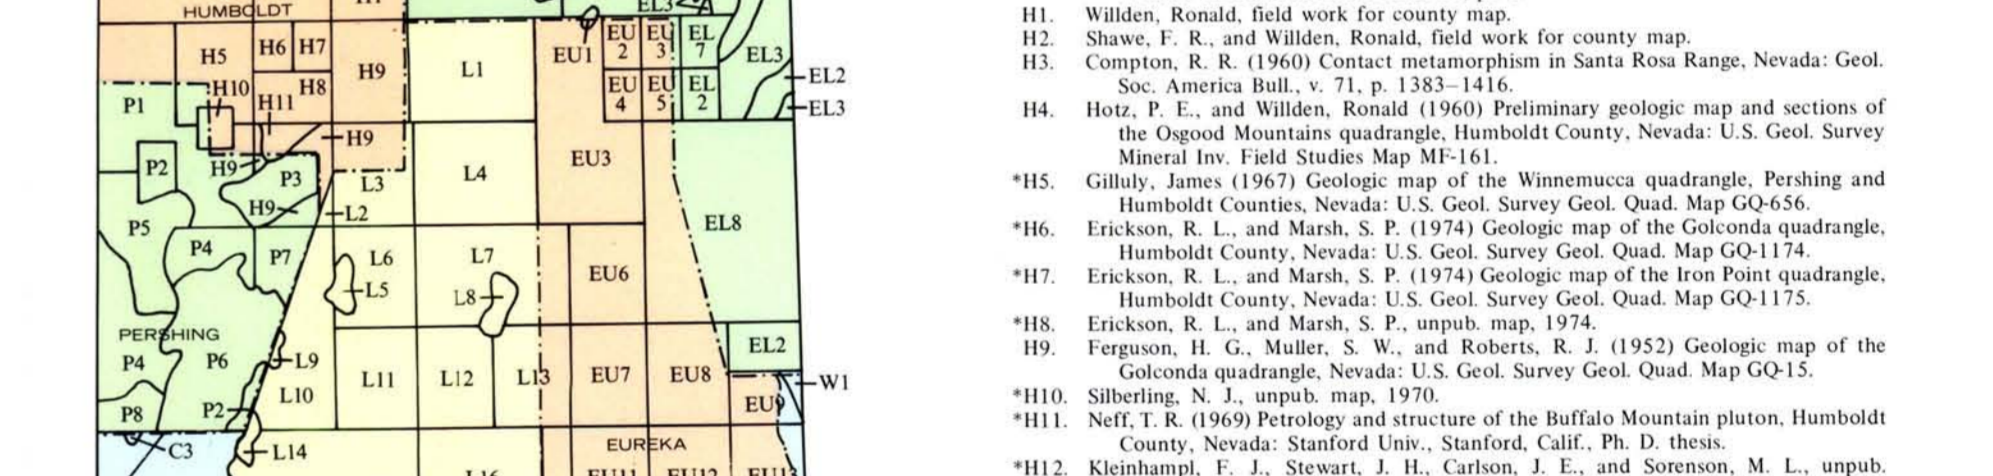 HUMBOLDT
EL3
H5
H6
H7
H9
L1
EU1
EU
2
EU
3
EL
7
EL3
EL2
P1
H10
H11
H8
EU
4
EU
5
EL
2
EL3
H9
P2
H9
P3
L3
L4
EU3
H9
L2
P5
EL8
P4
P7
L6
L7
L5
L8
EU6
PERSHING
P4
P6
L9
L10
L11
L12
L13
EU7
EU8
EL2
W1
EU9
P8
P2
C3
L14
EUREKA
H1. Willden, Ronald, field work for county map.
H2. Shawe, F. R., and Willden, Ronald, field work for county map.
H3. Compton, R. R. (1960) Contact metamorphism in Santa Rosa Range, Nevada: Geol.
Soc. America Bull., v. 71, p. 1383–1416.
H4. Hotz, P. E., and Willden, Ronald (1960) Preliminary geologic map and sections of
the Osgood Mountains quadrangle, Humboldt County, Nevada: U.S. Geol. Survey
Mineral Inv. Field Studies Map MF-161.
*H5. Gilluly, James (1967) Geologic map of the Winnemucca quadrangle, Pershing and
Humboldt Counties, Nevada: U.S. Geol. Survey Geol. Quad. Map GQ-656.
*H6. Erickson, R. L., and Marsh, S. P. (1974) Geologic map of the Golconda quadrangle,
Humboldt County, Nevada: U.S. Geol. Survey Geol. Quad. Map GQ-1174.
*H7. Erickson, R. L., and Marsh, S. P. (1974) Geologic map of the Iron Point quadrangle,
Humboldt County, Nevada: U.S. Geol. Survey Geol. Quad. Map GQ-1175.
*H8. Erickson, R. L., and Marsh, S. P., unpub. map, 1974.
H9. Ferguson, H. G., Muller, S. W., and Roberts, R. J. (1952) Geologic map of the
Golconda quadrangle, Nevada: U.S. Geol. Survey Geol. Quad. Map GQ-15.
*H10. Silberling, N. J., unpub. map, 1970.
*H11. Neff, T. R. (1969) Petrology and structure of the Buffalo Mountain pluton, Humboldt
County, Nevada: Stanford Univ., Stanford, Calif., Ph. D. thesis.
*H12. Kleinhampl, F. J., Stewart, J. H., Carlson, J. E., and Sorenson, M. L., unpub.